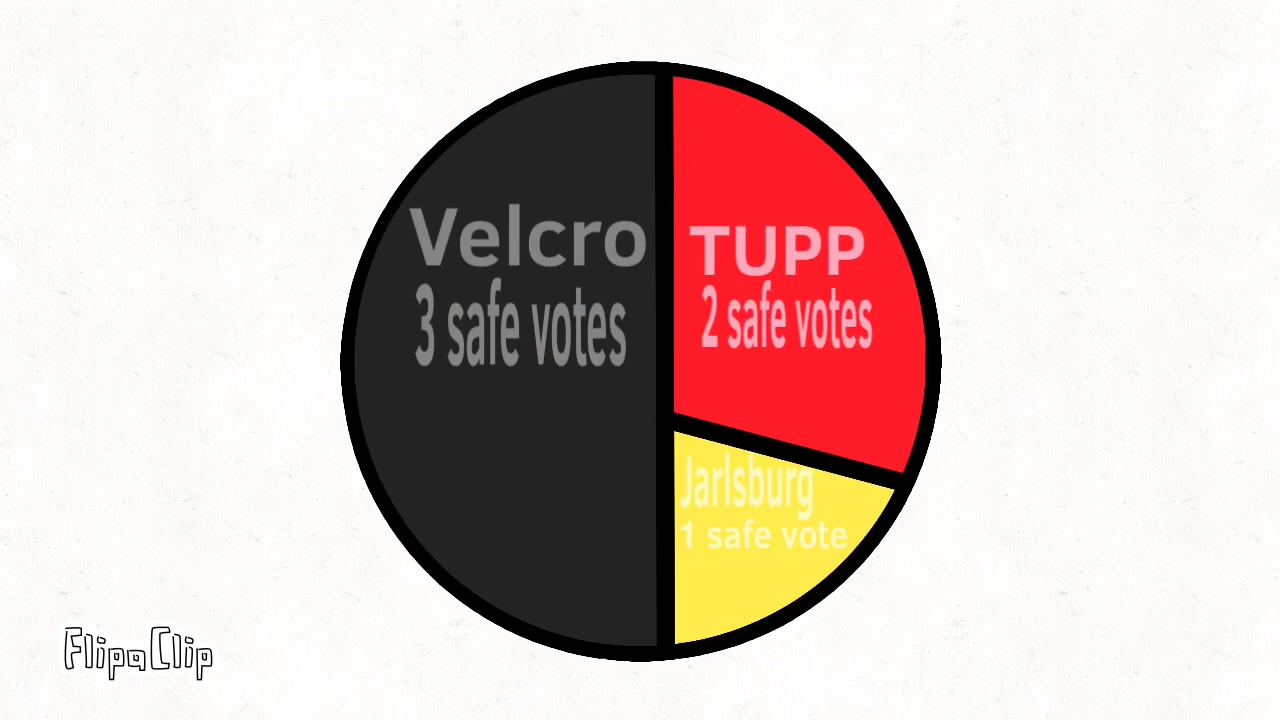 Velcro
3 safe votes
TUPP
2 safe votes
Jarlsburg
1 safe vote
FlipaClip